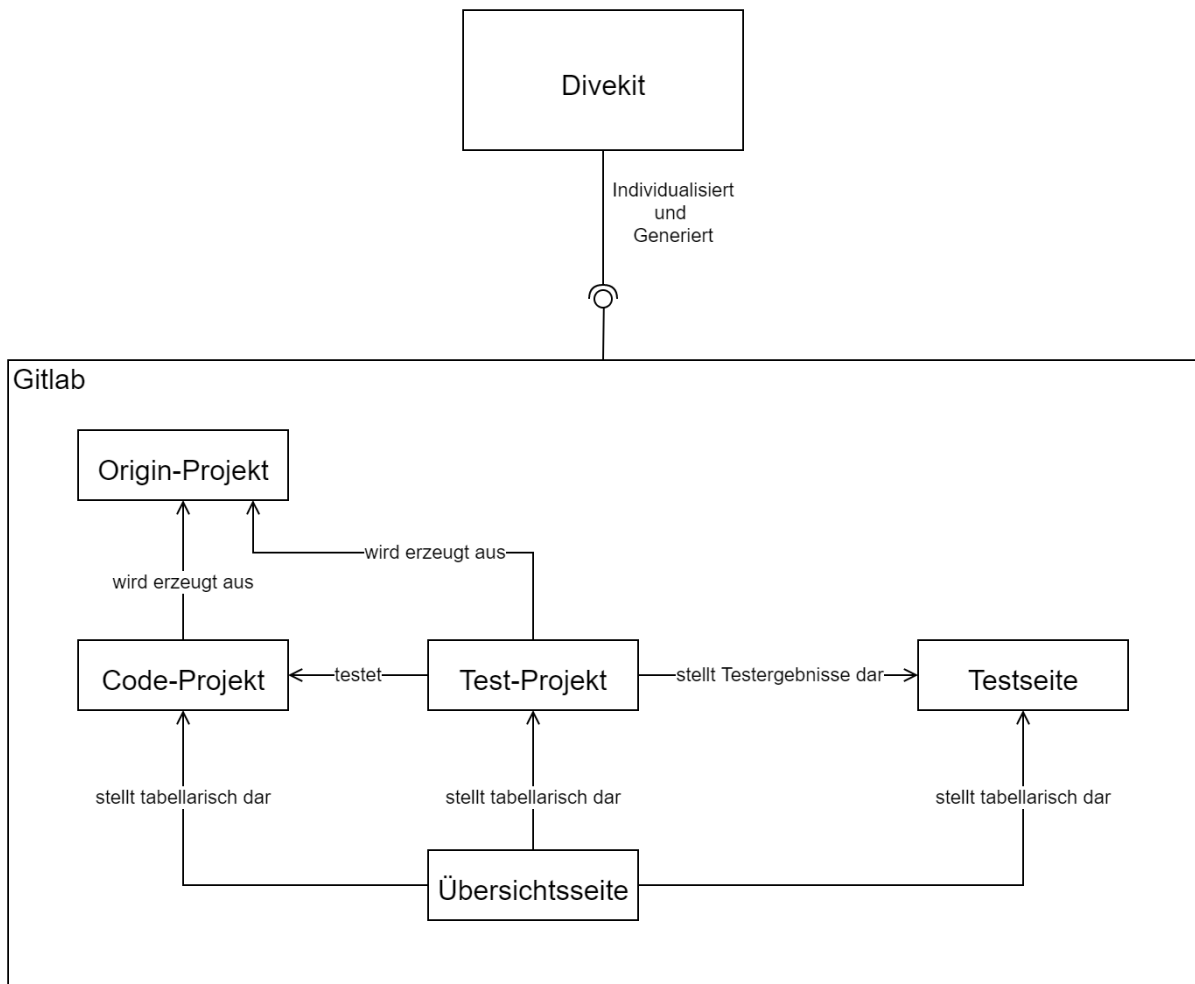 Divekit
Individualisiert
und
Generiert
Gitlab
Origin-Projekt
wird erzeugt aus
wird erzeugt aus
Code-Projekt
testet
Test-Projekt
stellt Testergebnisse dar
Testseite
stellt tabellarisch dar
stellt tabellarisch dar
stellt tabellarisch dar
Übersichtsseite